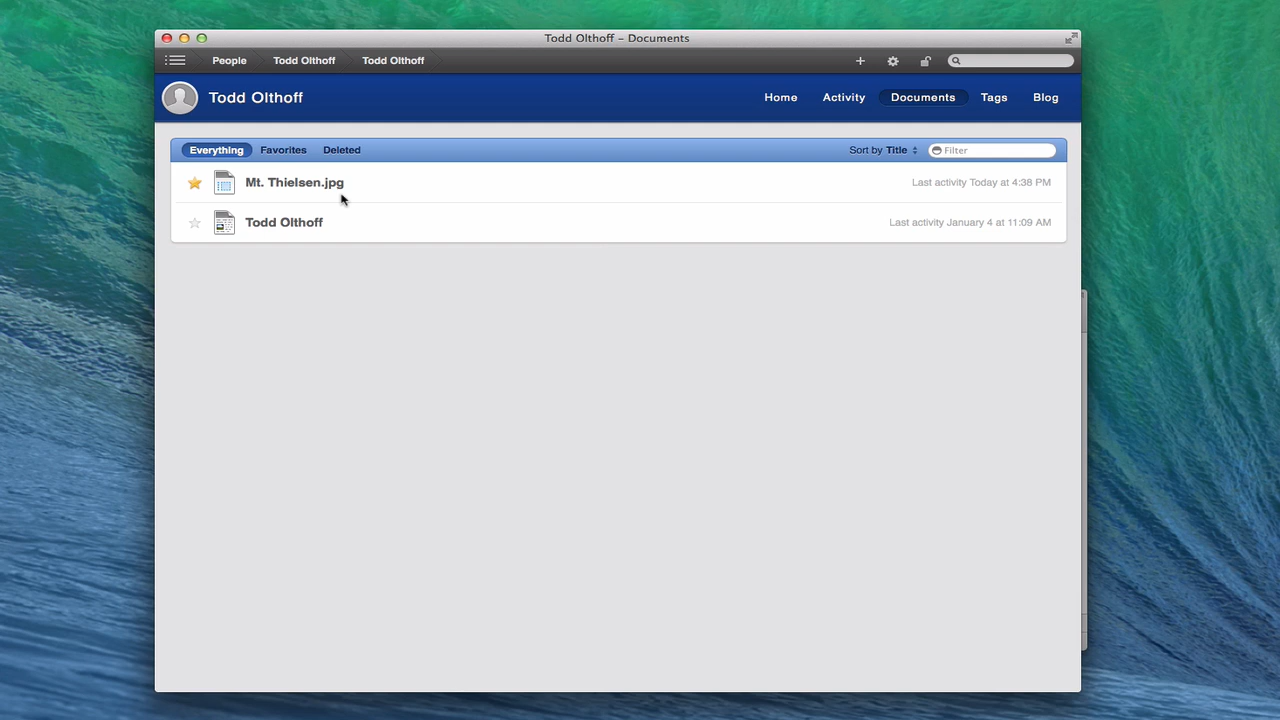 Todd Olthoff – Documents
People Todd Olthoff Todd Olthoff
Todd Olthoff Home Activity Documents Tags Blog
Everything Favorites Deleted Sort by Title Filter
Mt. Thielsen.jpg Last activity Today at 4:38 PM
Todd Olthoff Last activity January 4 at 11:09 AM